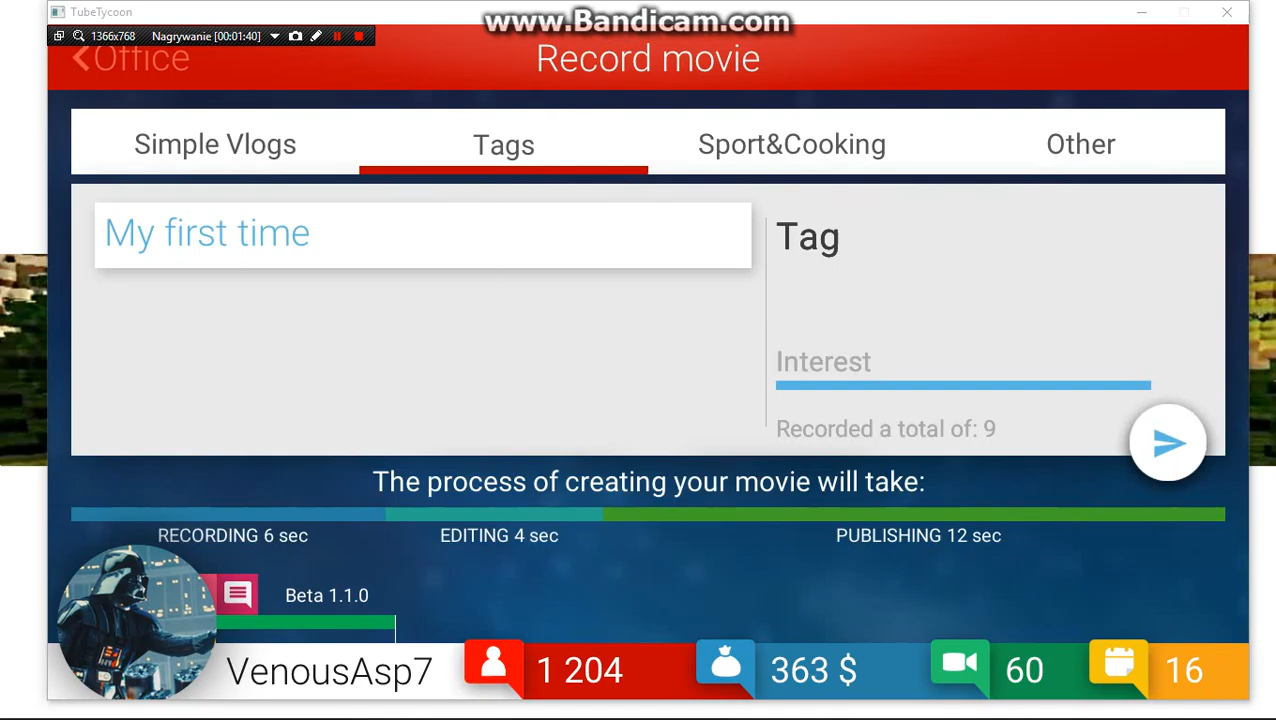 TubeTycoon
www.Bandicam.com
1366x768 Nagrywanie [00:01:40]
Office
Record movie
Simple Vlogs
Tags
Sport&Cooking
Other
My first time
Tag
Interest
Recorded a total of: 9
The process of creating your movie will take:
RECORDING 6 sec
EDITING 4 sec
PUBLISHING 12 sec
Beta 1.1.0
VenousAsp7
1 204
363 $
60
16